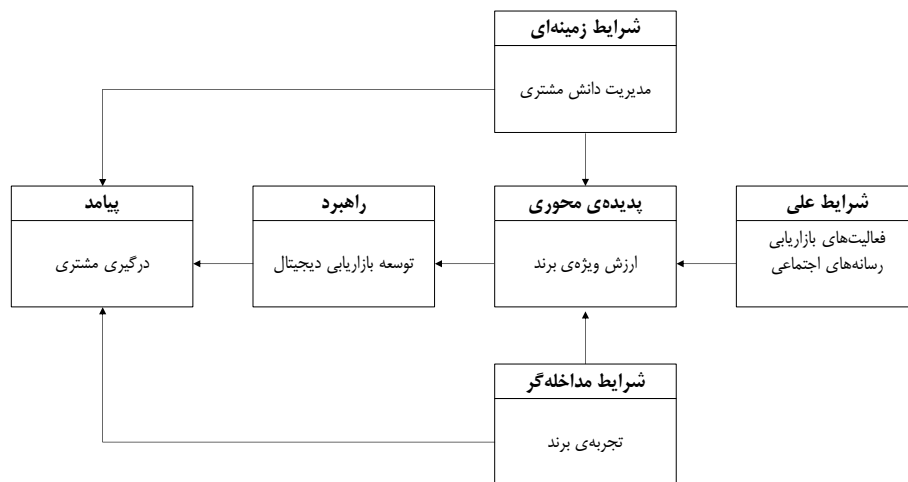 شرایط زمینه‌ای
مدیریت دانش مشتری
شرایط علی
فعالیت‌های بازاریابی
رسانه‌های اجتماعی
پدیده‌ی محوری
ارزش ویژه‌ی برند
راهبرد
توسعه بازاریابی دیجیتال
پیامد
درگیری مشتری
شرایط مداخله‌گر
تجربه‌ی برند